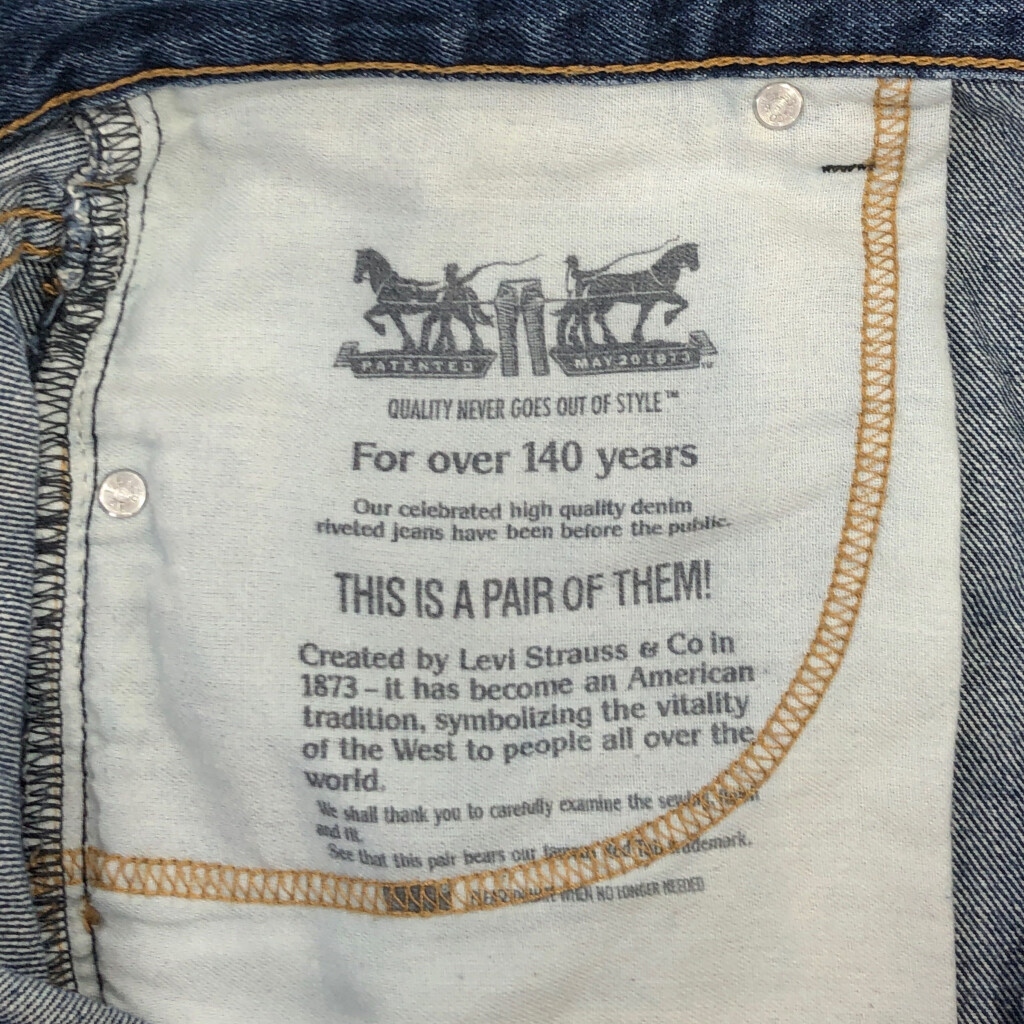 PATENTED MAY 20 1873
QUALITY NEVER GOES OUT OF STYLE™
For over 140 years
Our celebrated high quality denim
riveted jeans have been before the public.
THIS IS A PAIR OF THEM!
Created by Levi Strauss & Co in
1873 – it has become an American
tradition, symbolizing the vitality
of the West to people all over the
world.
We shall thank you to carefully examine the sewing,
and fit.
See that this pair bears our famous Red Tab trademark.
WHEN NO LONGER NEEDED